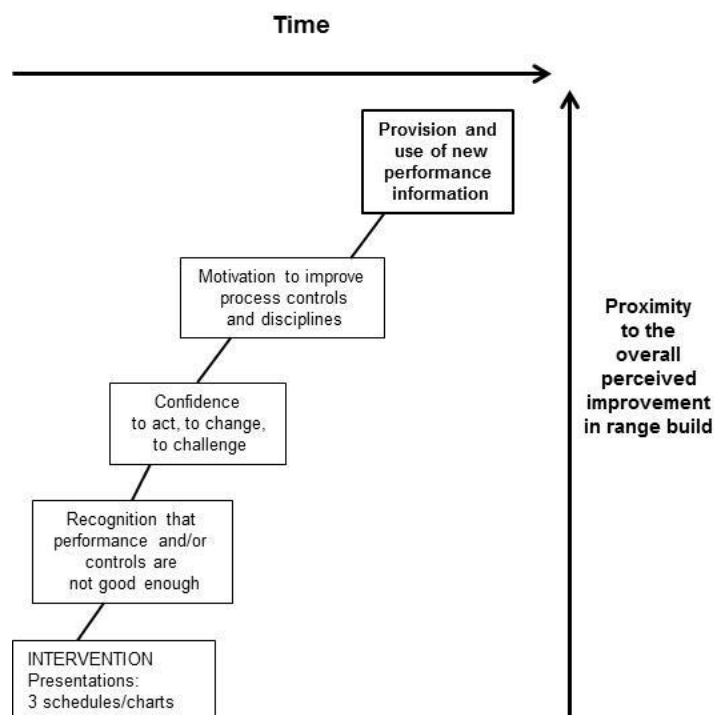 Time
Provision and
use of new
performance
information
Motivation to improve
process controls
and disciplines
Proximity
to the
overall
perceived
improvement
in range build
Confidence
to act, to change,
to challenge
Recognition that
performance and/or
controls are
not good enough
INTERVENTION
Presentations:
3 schedules/charts